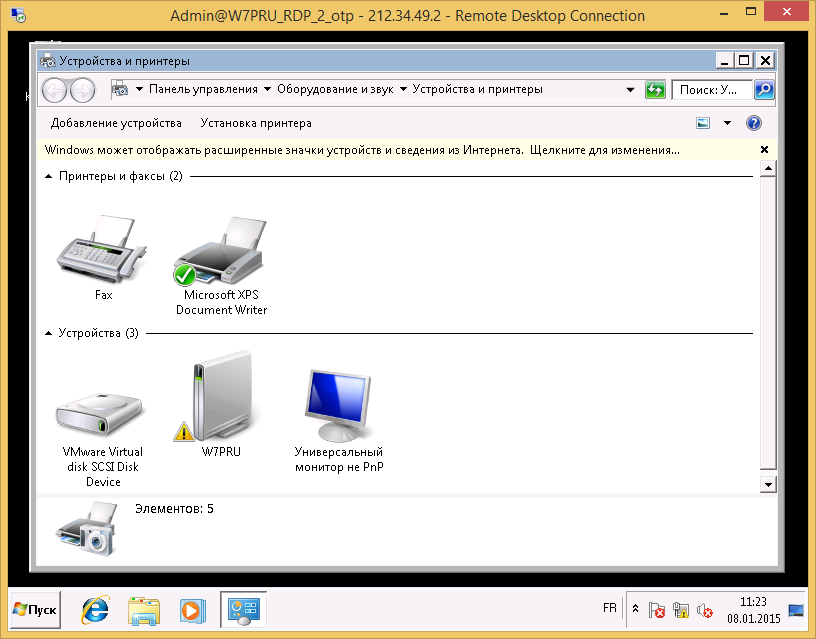 Admin@W7PRU_RDP_2_otp - 212.34.49.2 - Remote Desktop Connection
Устройства и принтеры
Панель управления Оборудование и звук Устройства и принтеры
Поиск: У...
Добавление устройства Установка принтера
Windows может отображать расширенные значки устройств и сведения из Интернета. Щелкните для изменения...
Принтеры и факсы (2)
Fax
Microsoft XPS
Document Writer
Устройства (3)
VMware Virtual
disk SCSI Disk
Device
W7PRU
Универсальный
монитор не PnP
Элементов: 5
Пуск
FR
11:23
08.01.2015